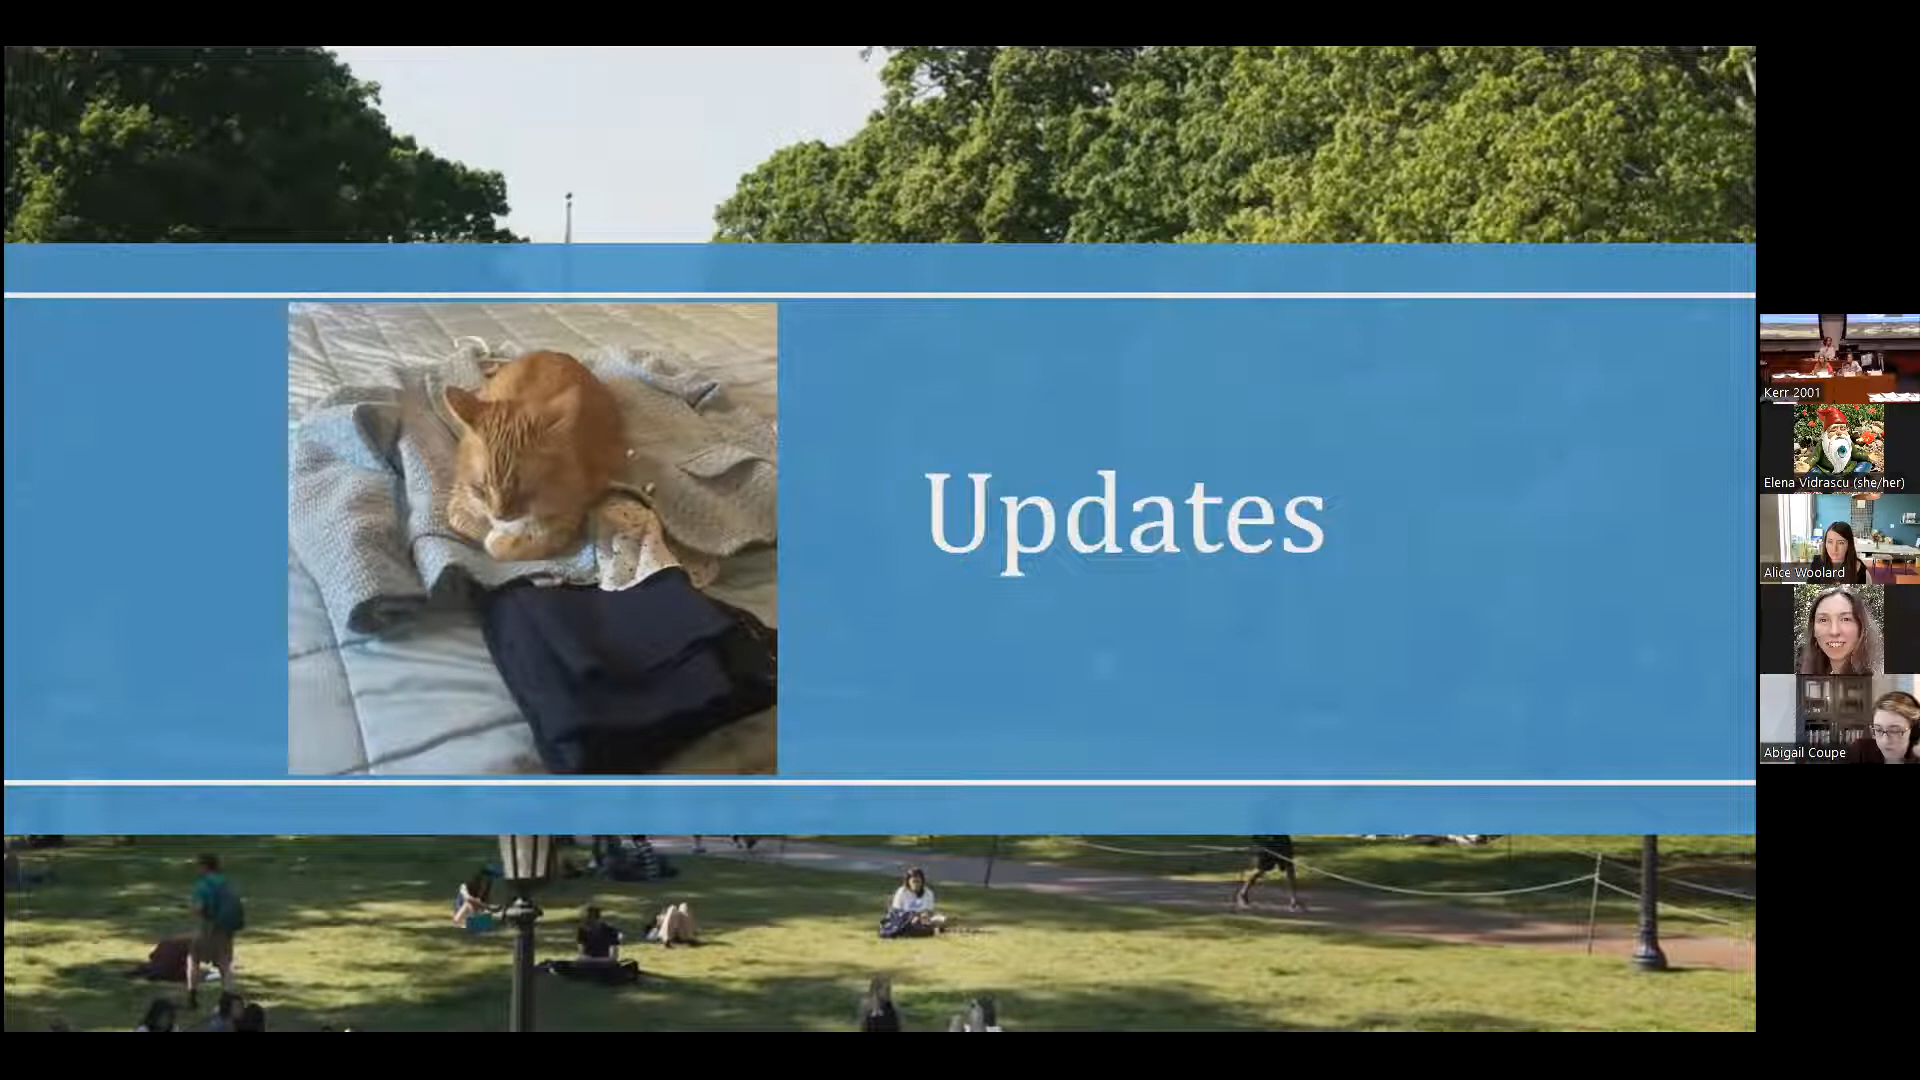 Updates
Kerr 2001
Elena Vidrascu (she/her)
Alice Woolard
Abigail Coupe